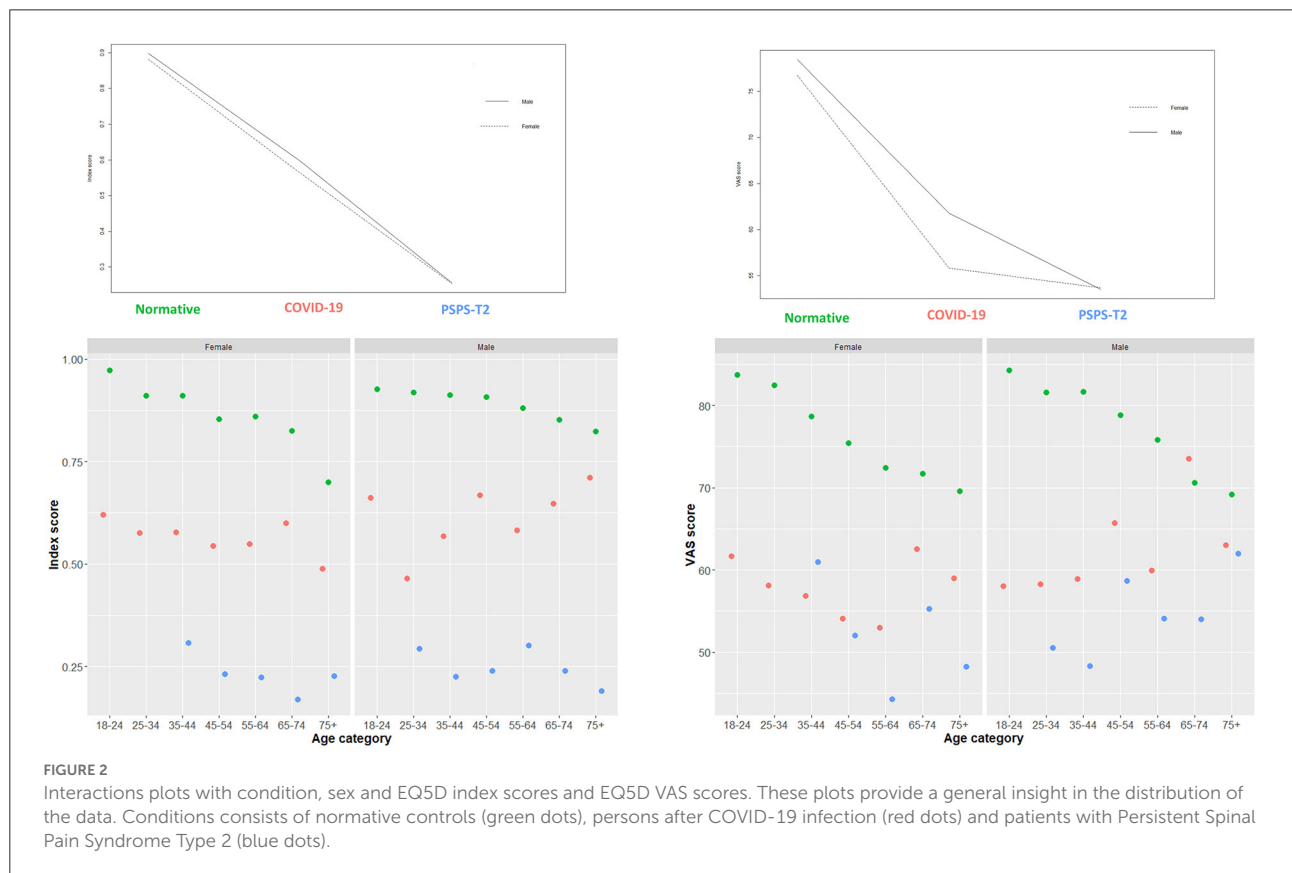 0.9
0.8
0.7
0.6
0.5
0.4
0.3
Index score
Male
Female
Normative COVID-19 PSPS-T2
75
70
65
60
55
VAS score
Female
Male
Normative COVID-19 PSPS-T2
Female Male
1.00
0.75
0.50
0.25
Index score
18-24 25-34 35-44 45-54 55-64 65-74 75+ 18-24 25-34 35-44 45-54 55-64 65-74 75+
Age category
Female Male
80
70
60
50
VAS score
18-24 25-34 35-44 45-54 55-64 65-74 75+ 18-24 25-34 35-44 45-54 55-64 65-74 75+
Age category
FIGURE 2
Interactions plots with condition, sex and EQ5D index scores and EQ5D VAS scores. These plots provide a general insight in the distribution of
the data. Conditions consists of normative controls (green dots), persons after COVID-19 infection (red dots) and patients with Persistent Spinal
Pain Syndrome Type 2 (blue dots).